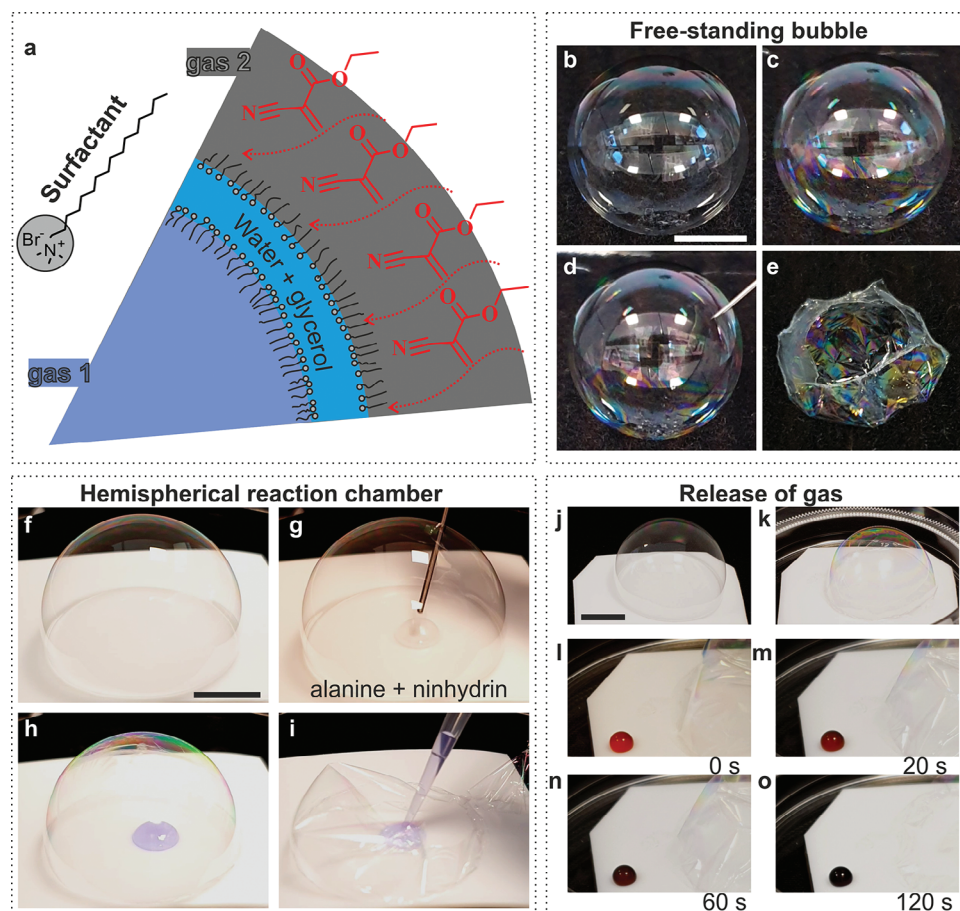 a
gas 2
Surfactant
Br⁻
N⁺
O
O
N
O
O
N
O
O
N
O
O
N
Water + glycerol
gas 1
Free-standing bubble
b
c
d
e
Hemispherical reaction chamber
f
g
alanine + ninhydrin
h
i
Release of gas
j
k
l
m
0 s
20 s
n
o
60 s
120 s